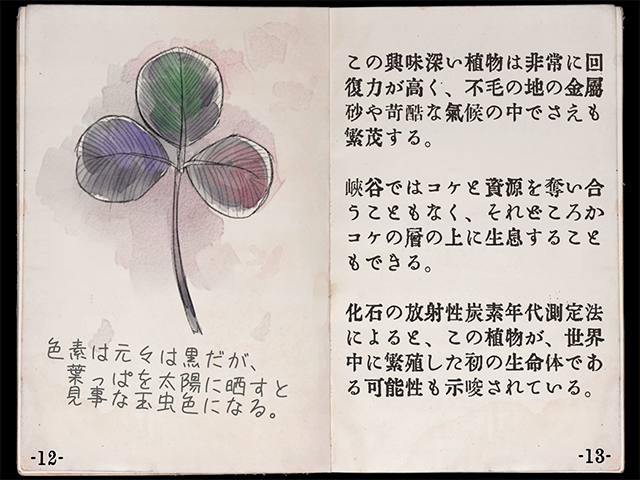 色素は元々は黒だが、
葉っぱを太陽に晒すと
見事な玉虫色になる。
-12-
この興味深い植物は非常に回
復力が高く、不毛の地の金屬
砂や苛酷な氣候の中でさえも
繁茂する。
峡谷ではコケと資源を奪い合
うこともなく、それどころか
コケの層の上に生息すること
もできる。
化石の放射性炭素年代測定法
によると、この植物が、世界
中に繁殖した初の生命体であ
る可能性も示唆されている。
-13-